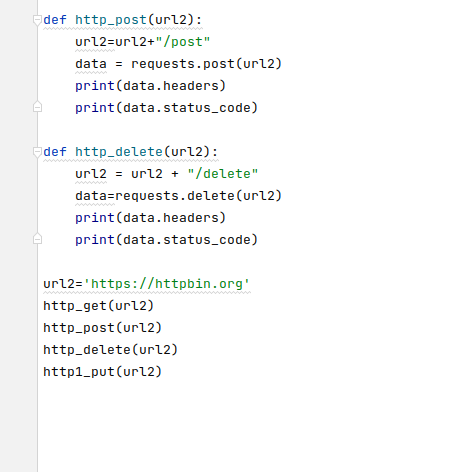 def http_post(url2):
    url2=url2+"/post"
    data = requests.post(url2)
    print(data.headers)
    print(data.status_code)
def http_delete(url2):
    url2 = url2 + "/delete"
    data=requests.delete(url2)
    print(data.headers)
    print(data.status_code)
url2='https://httpbin.org'
http_get(url2)
http_post(url2)
http_delete(url2)
http1_put(url2)